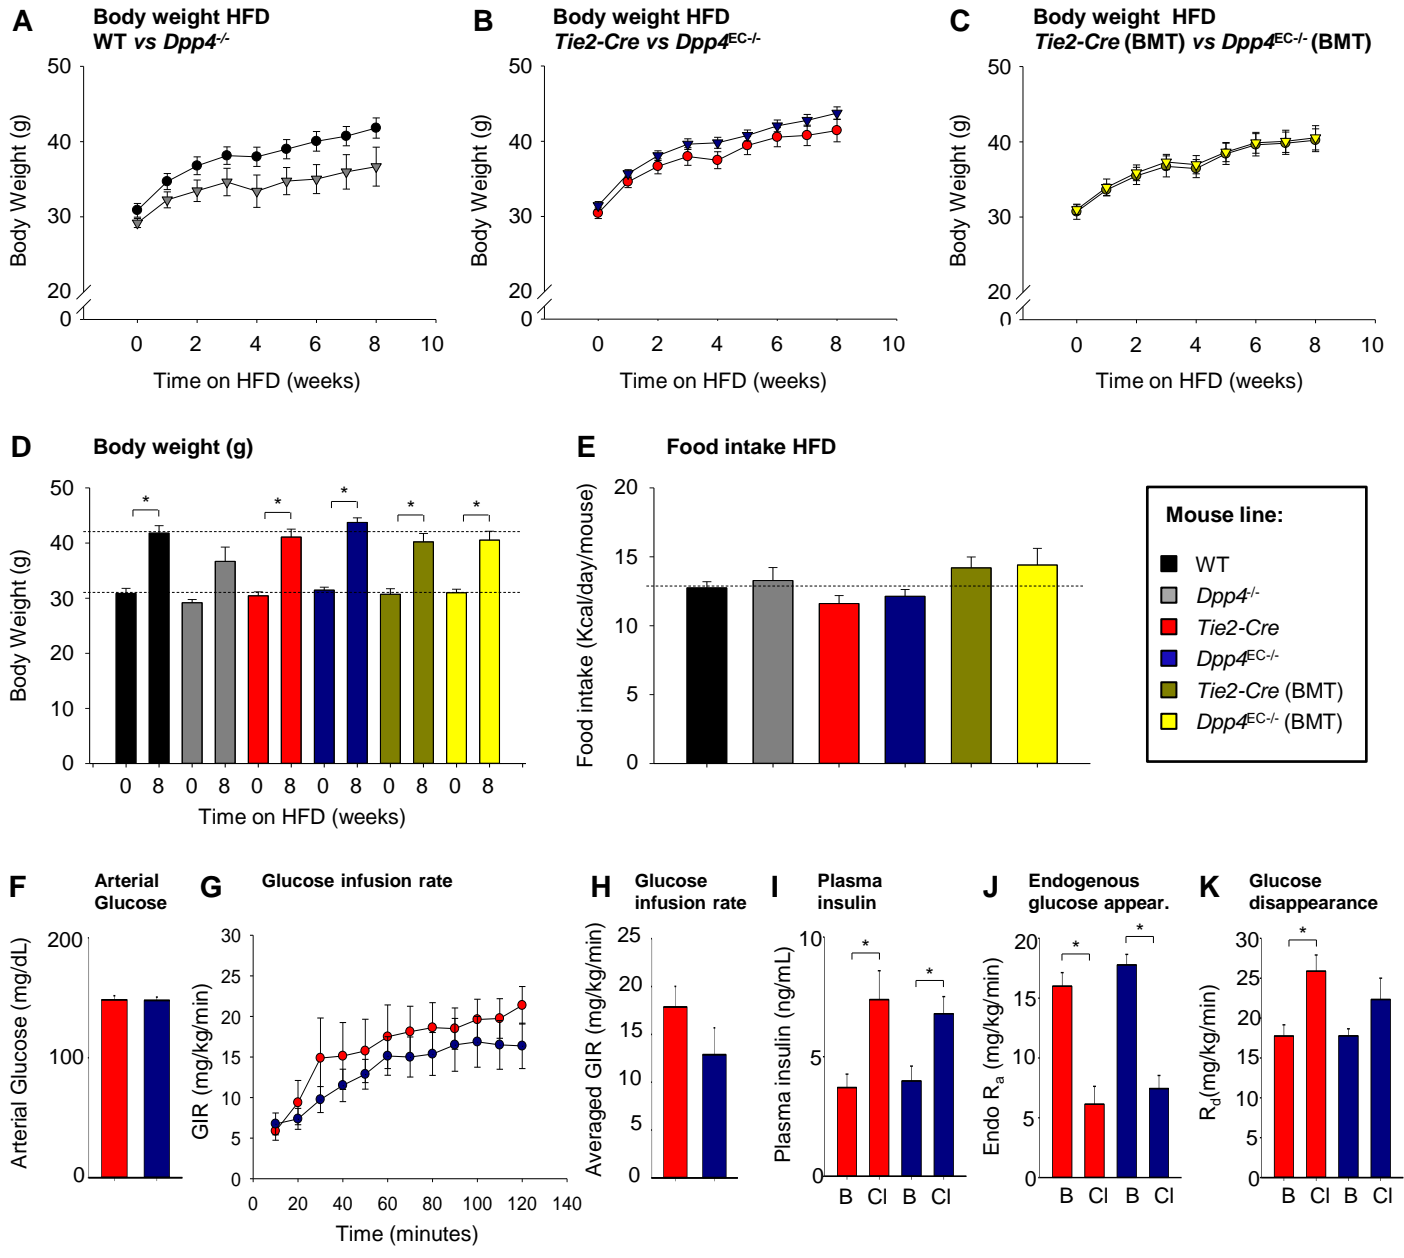 A
Body weight HFD
WT vs Dpp4-/-
50
40
30
20
0
Body Weight (g)
0 2 4 6 8 10
Time on HFD (weeks)
B
Body weight HFD
Tie2-Cre vs Dpp4EC-/-
50
40
30
20
0
Body Weight (g)
0 2 4 6 8 10
Time on HFD (weeks)
C
Body weight HFD
Tie2-Cre (BMT) vs Dpp4EC-/- (BMT)
50
40
30
20
0
Body Weight (g)
0 2 4 6 8 10
Time on HFD (weeks)
D
Body weight (g)
50
40
30
20
10
0
Body Weight (g)
* * * * *
0 8 0 8 0 8 0 8 0 8 0 8
Time on HFD (weeks)
E
Food intake HFD
20
15
10
5
0
Food intake (Kcal/day/mouse)
Mouse line:
WT
Dpp4-/-
Tie2-Cre
Dpp4EC-/-
Tie2-Cre (BMT)
Dpp4EC-/- (BMT)
F
Arterial
Glucose
200
100
0
Arterial Glucose (mg/dL)
G
Glucose infusion rate
30
25
20
15
10
5
0
GIR (mg/kg/min)
0 20 40 60 80 100 120 140
Time (minutes)
H
Glucose
infusion rate
25
20
15
10
5
0
Averaged GIR (mg/kg/min)
I
Plasma
insulin
10
5
0
Plasma insulin (ng/mL)
* *
B Cl B Cl
J
Endogenous
glucose appear.
20
15
10
5
0
Endo Ra (mg/kg/min)
* *
B Cl B Cl
K
Glucose
disappearance
30
25
20
15
10
5
0
Rd(mg/kg/min)
*
B Cl B Cl